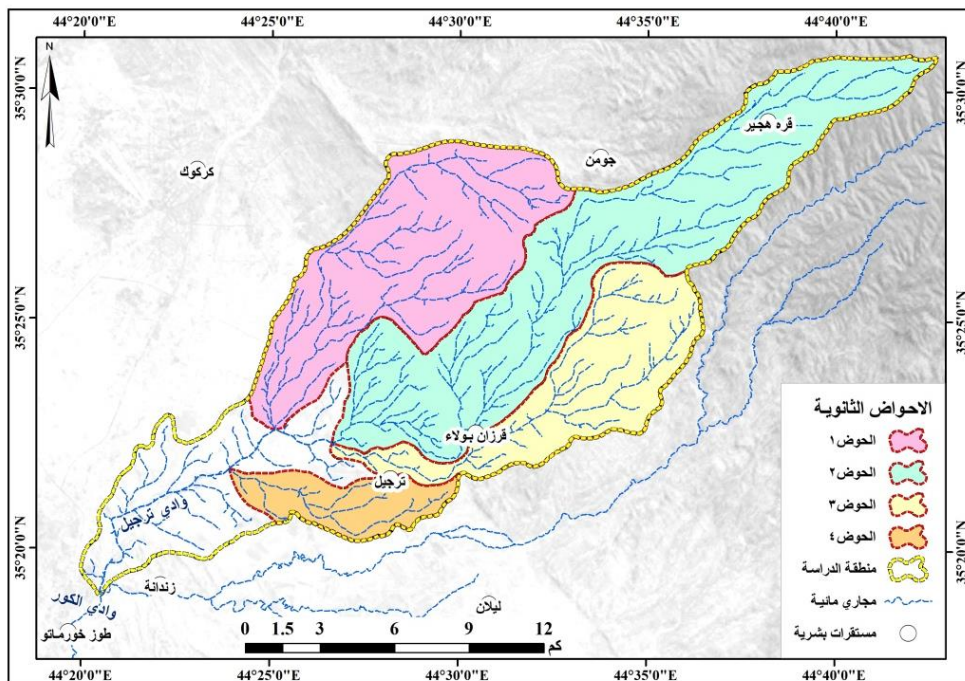 44°20'0"E
44°25'0"E
44°30'0"E
44°35'0"E
44°40'0"E
N
35°30'0"N
35°30'0"N
قره هجير
جومن
كركوك
35°25'0"N
35°25'0"N
الاحواض الثانوية
الحوض١
الحوض٢
الحوض٣
الحوض٤
منطقة الدراسة
مجاري مائية
مستقرات بشرية
قرزان بولاء
ترجيل
وادي ترجيل
35°20'0"N
35°20'0"N
زندانة
وادي الكور
ليلان
طوز خورماتو
0 1.5 3 6 9 12
كم
44°20'0"E
44°25'0"E
44°30'0"E
44°35'0"E
44°40'0"E